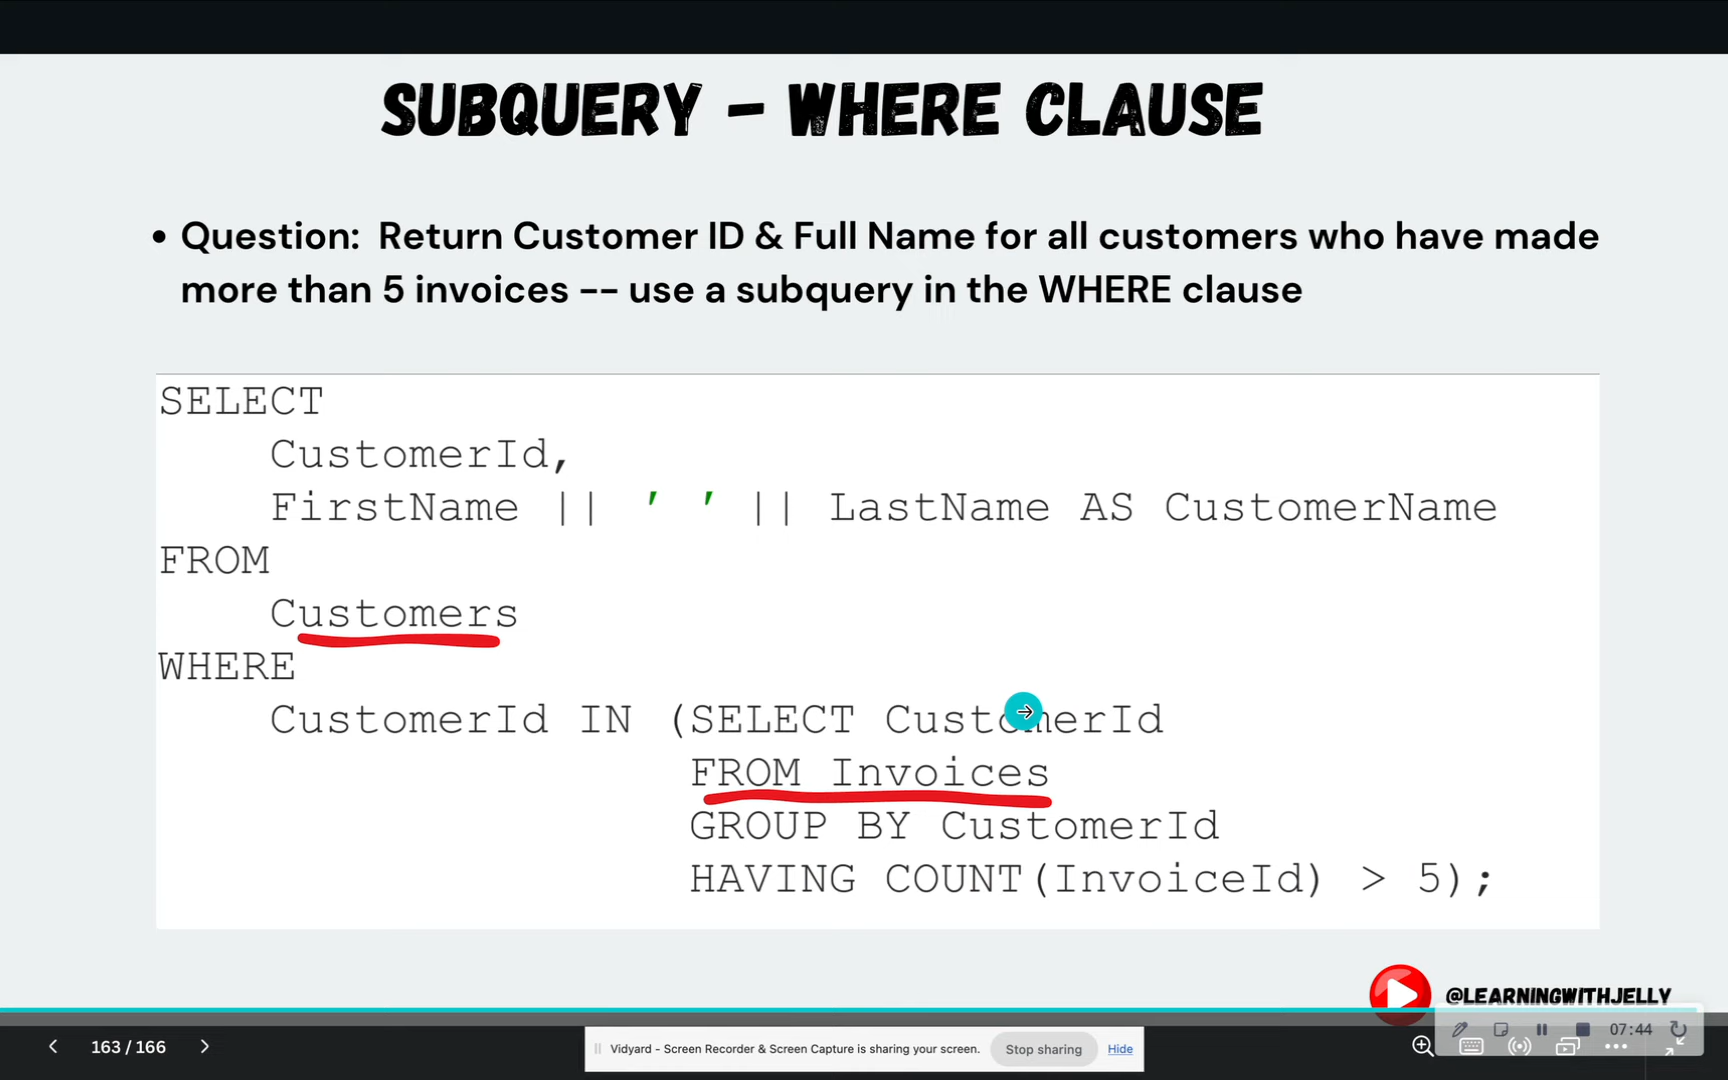 SUBQUERY - WHERE CLAUSE
• Question: Return Customer ID & Full Name for all customers who have made
more than 5 invoices -- use a subquery in the WHERE clause
SELECT
CustomerId,
FirstName || ' ' || LastName AS CustomerName
FROM
Customers
WHERE
CustomerId IN (SELECT CustomerId
FROM Invoices
GROUP BY CustomerId
HAVING COUNT(InvoiceId) > 5);
@LEARNINGWITHJELLY
07:44
163 / 166
Vidyard - Screen Recorder & Screen Capture is sharing your screen.
Stop sharing
Hide